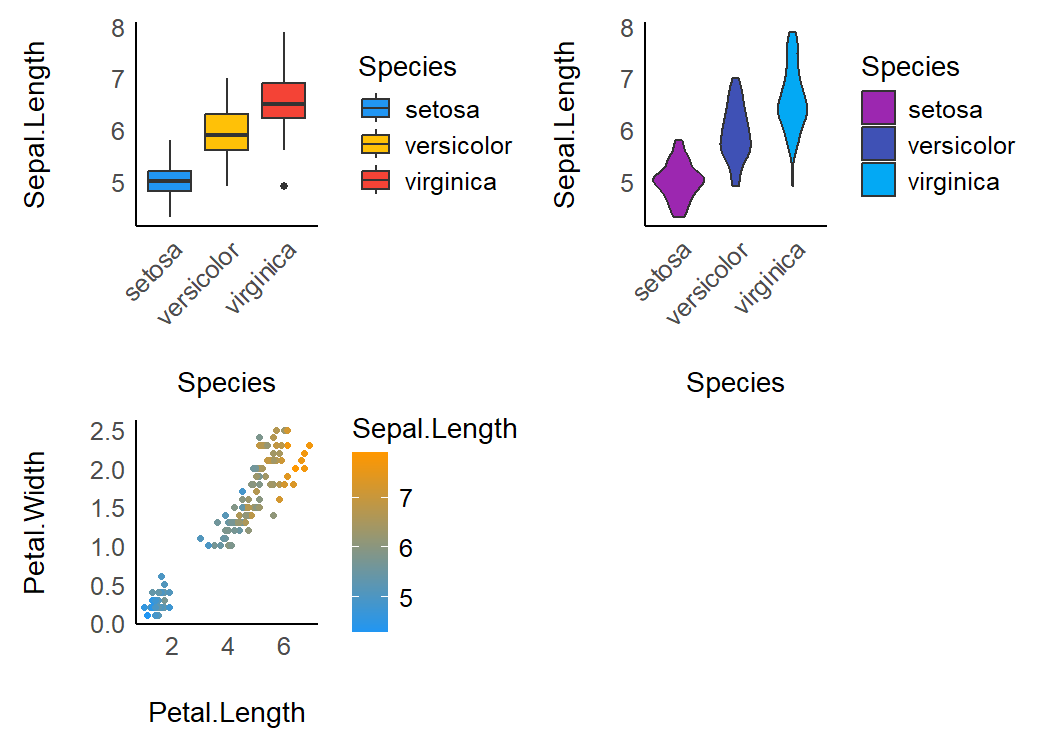 Sepal.Length
8
7
6
5
setosa
versicolor
virginica
Species
Species
setosa
versicolor
virginica
Sepal.Length
8
7
6
5
setosa
versicolor
virginica
Species
Species
setosa
versicolor
virginica
Petal.Width
2.5
2.0
1.5
1.0
0.5
0.0
2 4 6
Petal.Length
Sepal.Length
7
6
5